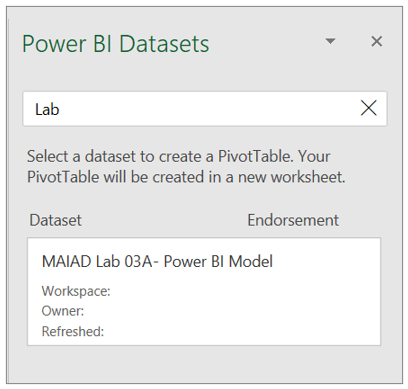 Power BI Datasets
Lab
Select a dataset to create a PivotTable. Your
PivotTable will be created in a new worksheet.
Dataset Endorsement
MAIAD Lab 03A- Power BI Model
Workspace:
Owner:
Refreshed: